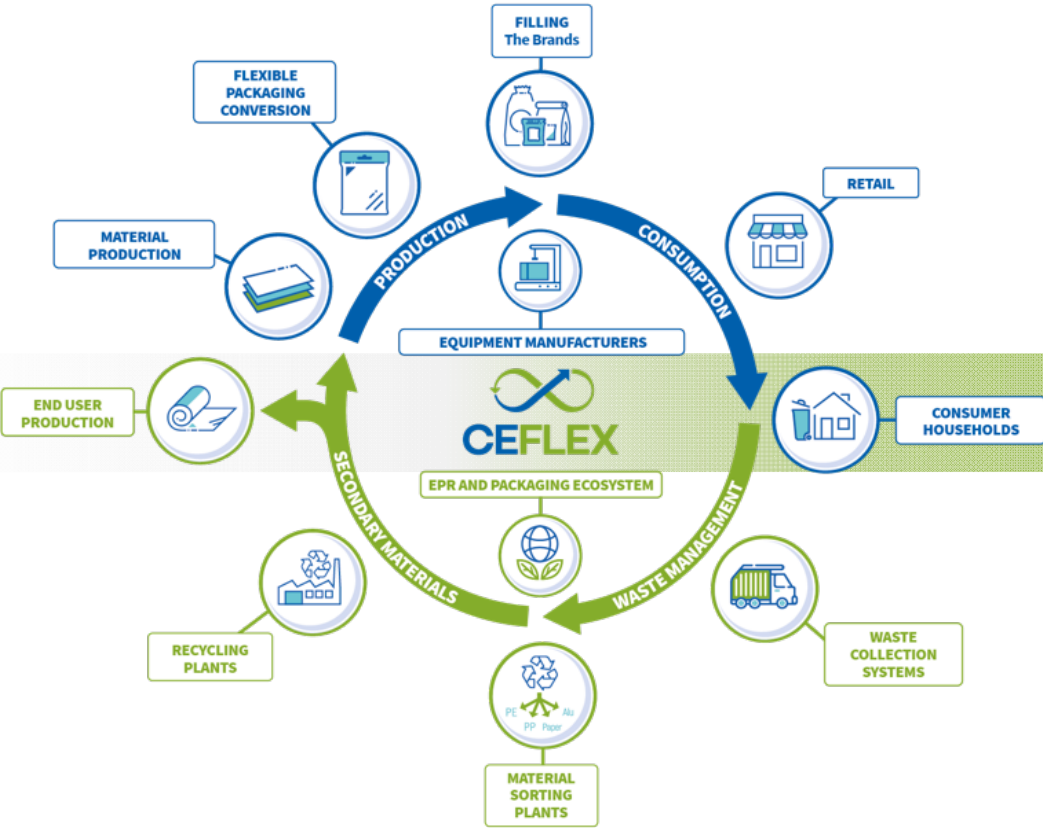 FILLING
The Brands
FLEXIBLE
PACKAGING
CONVERSION
RETAIL
MATERIAL
PRODUCTION
PRODUCTION
CONSUMPTION
EQUIPMENT MANUFACTURERS
END USER
PRODUCTION
CEFLEX
CONSUMER
HOUSEHOLDS
EPR AND PACKAGING ECOSYSTEM
SECONDARY MATERIALS
WASTE MANAGEMENT
RECYCLING
PLANTS
WASTE
COLLECTION
SYSTEMS
PE
Alu
PP
Paper
MATERIAL
SORTING
PLANTS